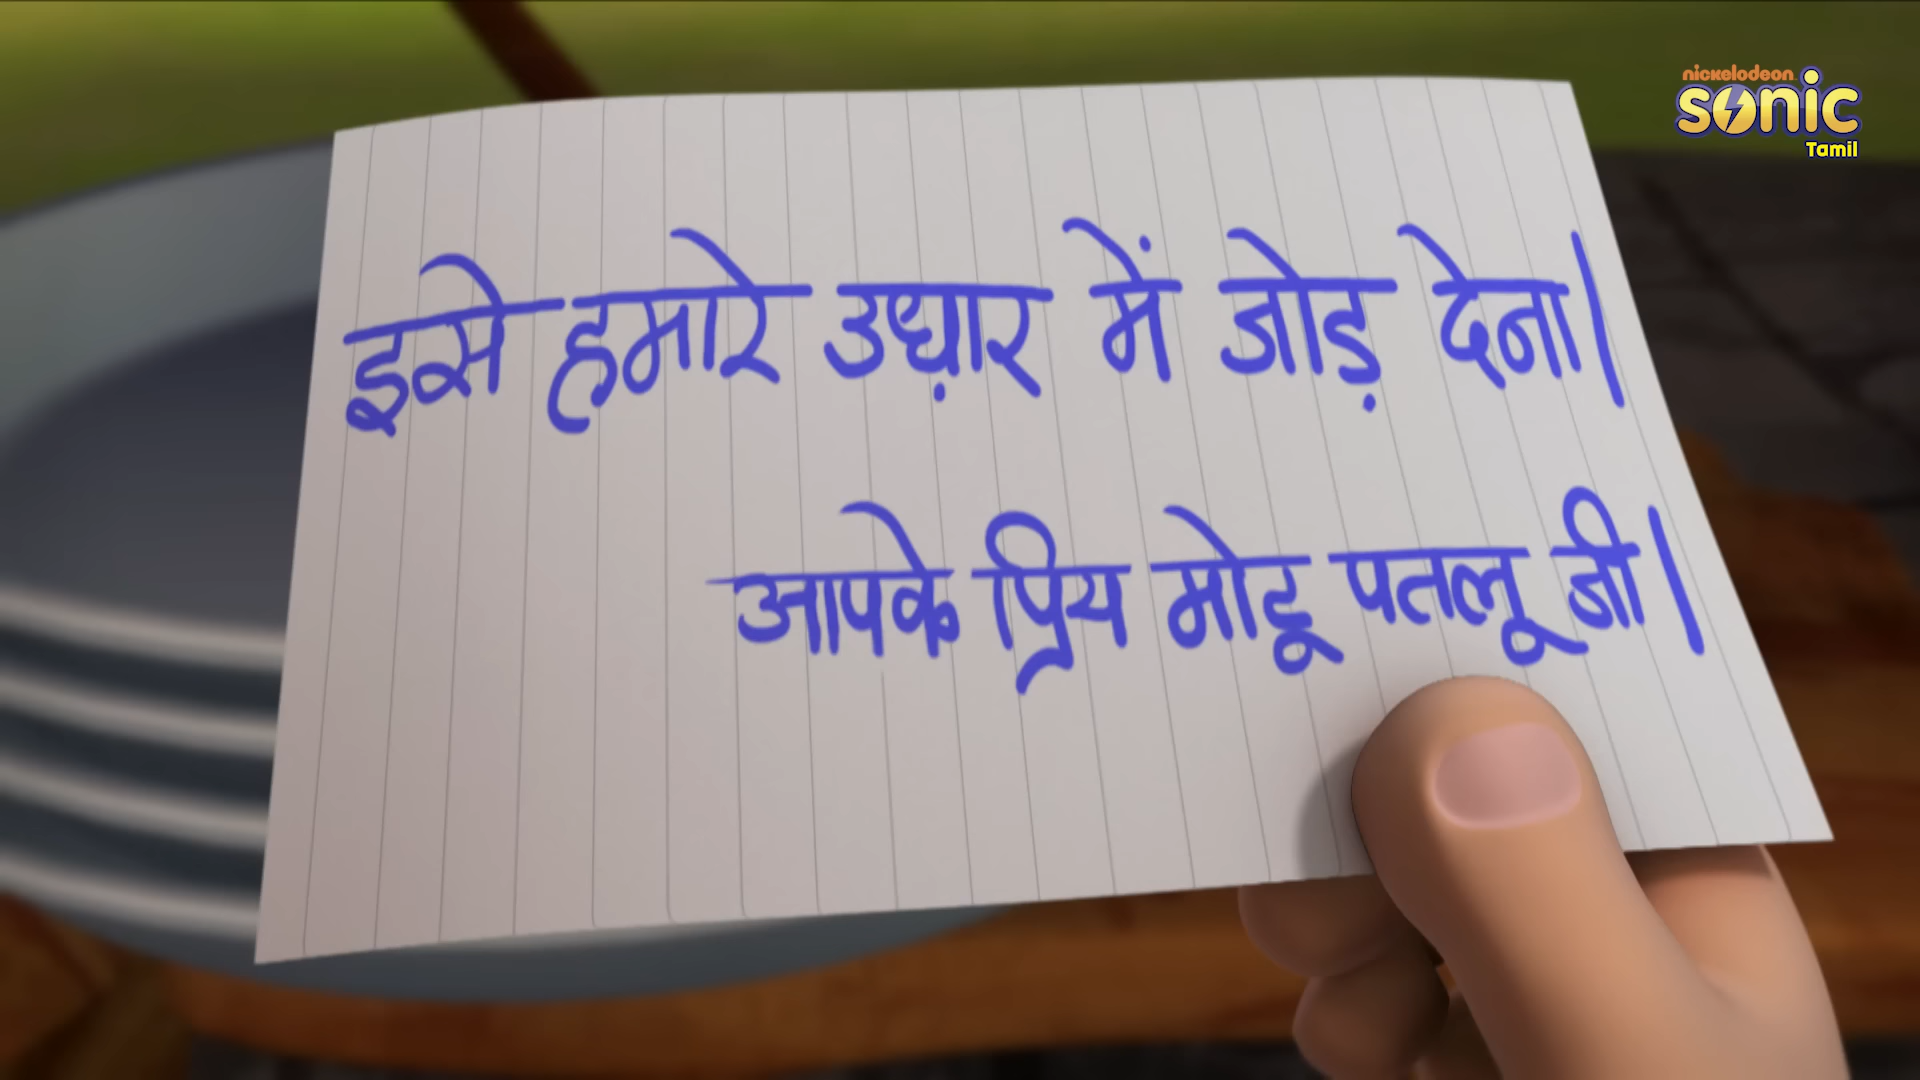 इसे हमारे उध़ार में जोड़ देना।
आपके प्रिय मोटू पतलू जी।
nickelodeon
sonic
Tamil